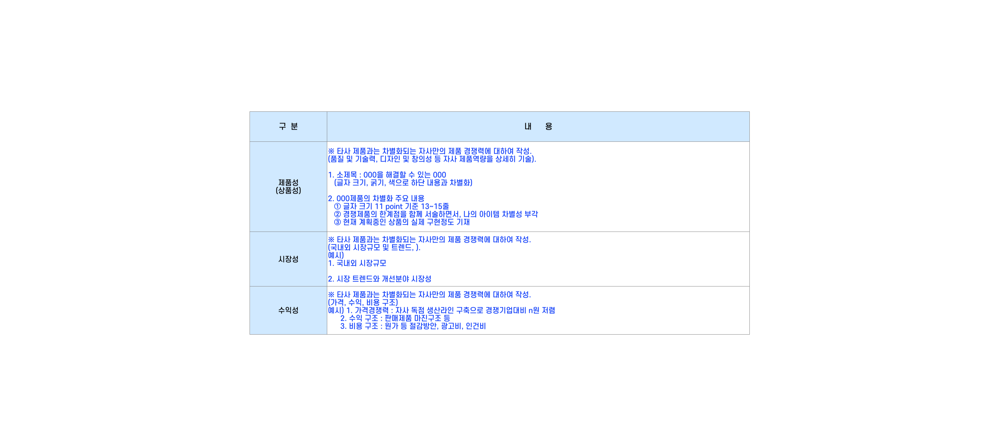 구 분
내 용
제품성
(상품성)
※ 타사 제품과는 차별화되는 자사만의 제품 경쟁력에 대하여 작성.
(품질 및 기술력, 디자인 및 창의성 등 자사 제품역량을 상세히 기술).
1. 소제목 : 000을 해결할 수 있는 000
(글자 크기, 굵기, 색으로 하단 내용과 차별화)
2. 000제품의 차별화 주요 내용
① 글자 크기 11 point 기준 13~15줄
② 경쟁제품의 한계점을 함께 서술하면서, 나의 아이템 차별성 부각
③ 현재 계획중인 상품의 실제 구현정도 기재
시장성
※ 타사 제품과는 차별화되는 자사만의 제품 경쟁력에 대하여 작성.
(국내외 시장규모 및 트렌드, ).
예시)
1. 국내외 시장규모
2. 시장 트렌드와 개선분야 시장성
수익성
※ 타사 제품과는 차별화되는 자사만의 제품 경쟁력에 대하여 작성.
(가격, 수익, 비용 구조)
예시) 1. 가격경쟁력 : 자사 독점 생산라인 구축으로 경쟁기업대비 n원 저렴
2. 수익 구조 : 판매제품 마진구조 등
3. 비용 구조 : 원가 등 절감방안, 광고비, 인건비